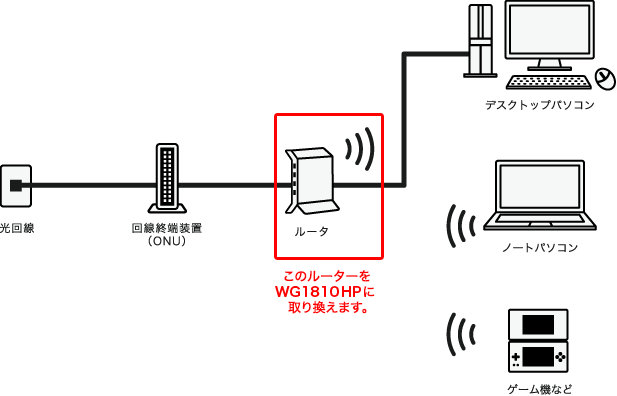 デスクトップパソコン
光回線
回線終端装置
(ONU)
ルータ
ノートパソコン
このルーターを
WG1810HPに
取り換えます。
ゲーム機など